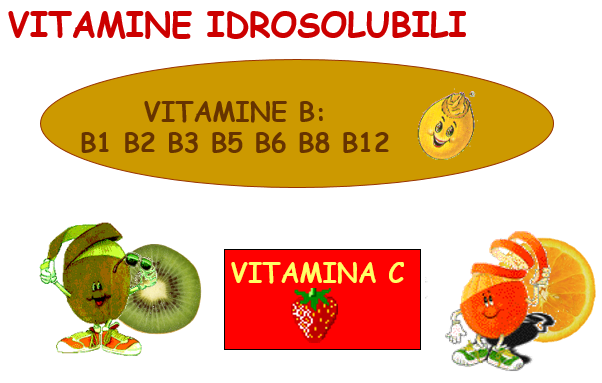 VITAMINE IDROSOLUBILI
VITAMINE B:
B1 B2 B3 B5 B6 B8 B12
VITAMINA C